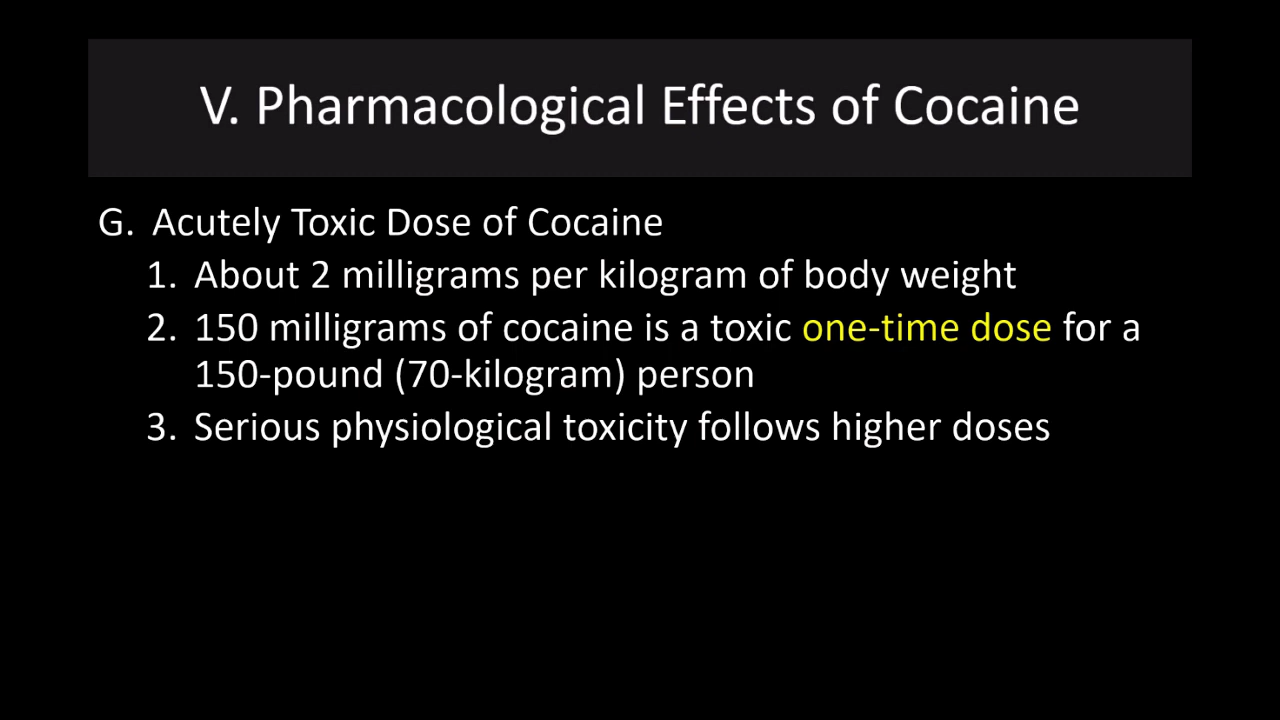 V. Pharmacological Effects of Cocaine
G. Acutely Toxic Dose of Cocaine
1. About 2 milligrams per kilogram of body weight
2. 150 milligrams of cocaine is a toxic one-time dose for a
150-pound (70-kilogram) person
3. Serious physiological toxicity follows higher doses